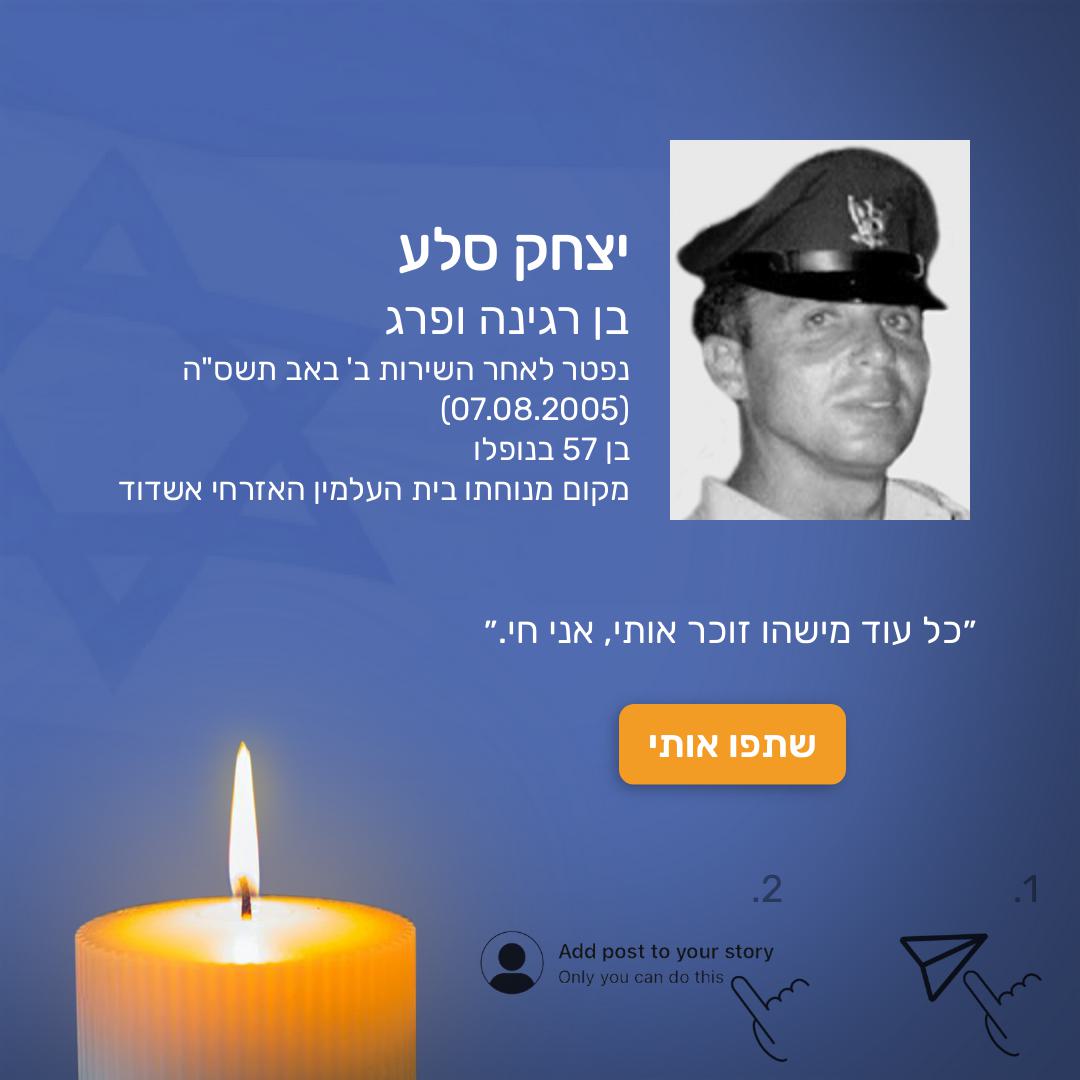 יצחק סלע
בן רגינה ופרג
נפטר לאחר השירות ב' באב תשס"ה
(07.08.2005)
בן 57 בנופלו
מקום מנוחתו בית העלמין האזרחי אשדוד
״כל עוד מישהו זוכר אותי, אני חי.״
שתפו אותי
1.
2.
Add post to your story
Only you can do this